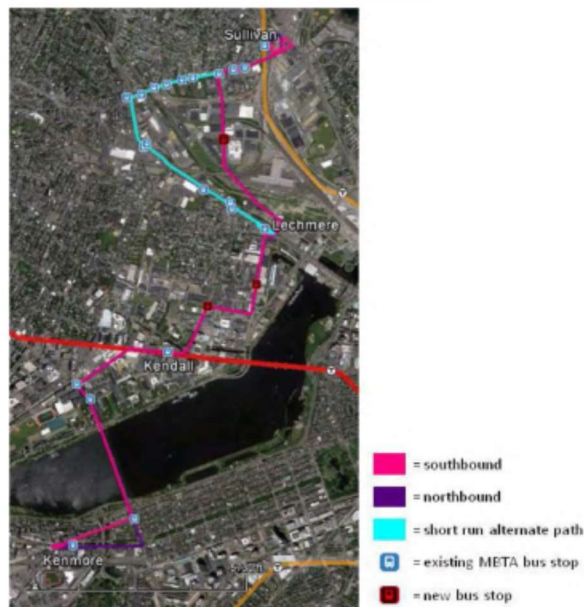 Sullivan
Lechmere
Kendall
Kenmore
= southbound
= northbound
= short run alternate path
= existing MBTA bus stop
= new bus stop